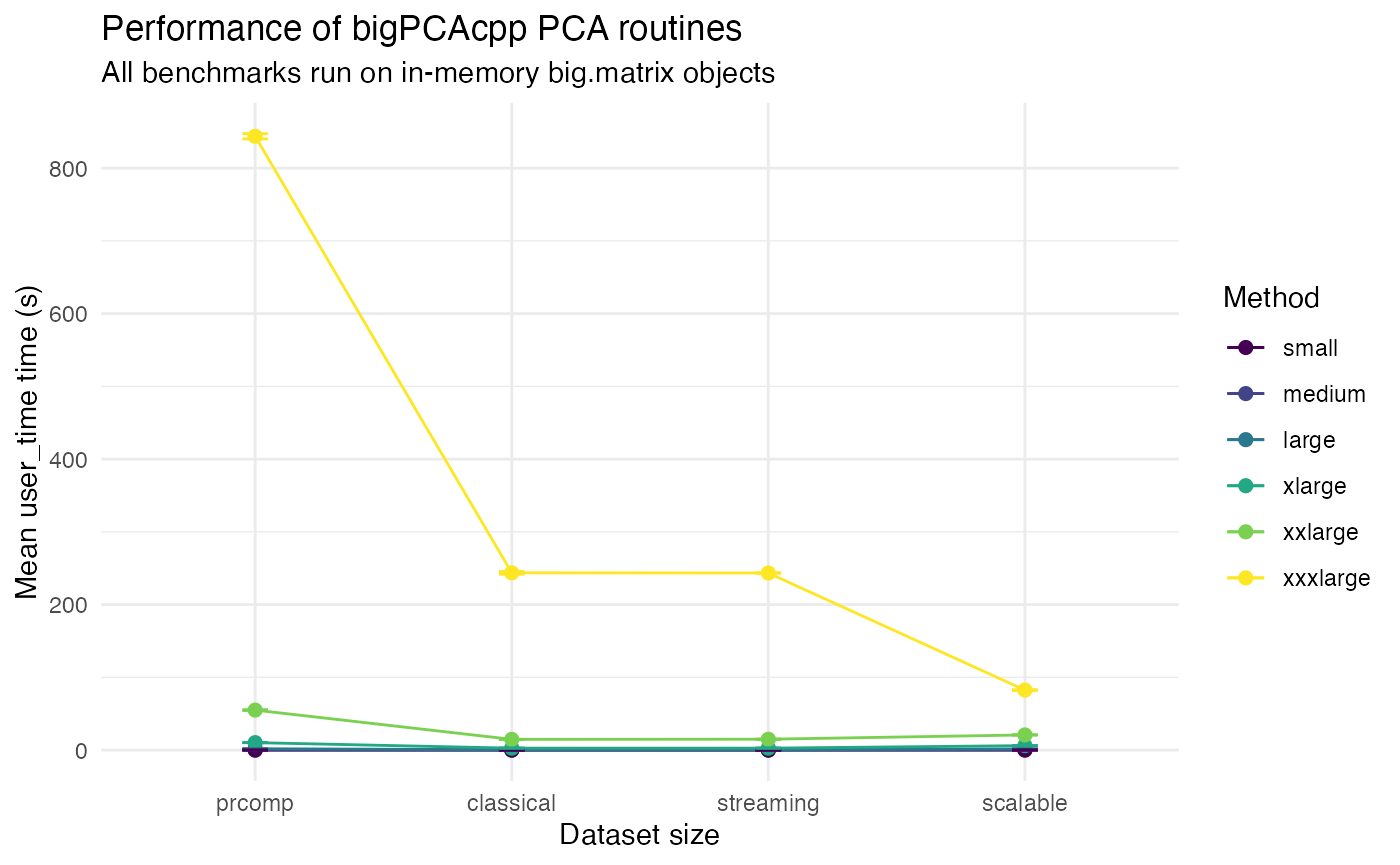 Performance of bigPCAcpp PCA routines
All benchmarks run on in-memory big.matrix objects
Mean user_time time (s)
800
600
400
200
0
prcomp classical streaming scalable
Dataset size
Method
small
medium
large
xlarge
xxlarge
xxxlarge